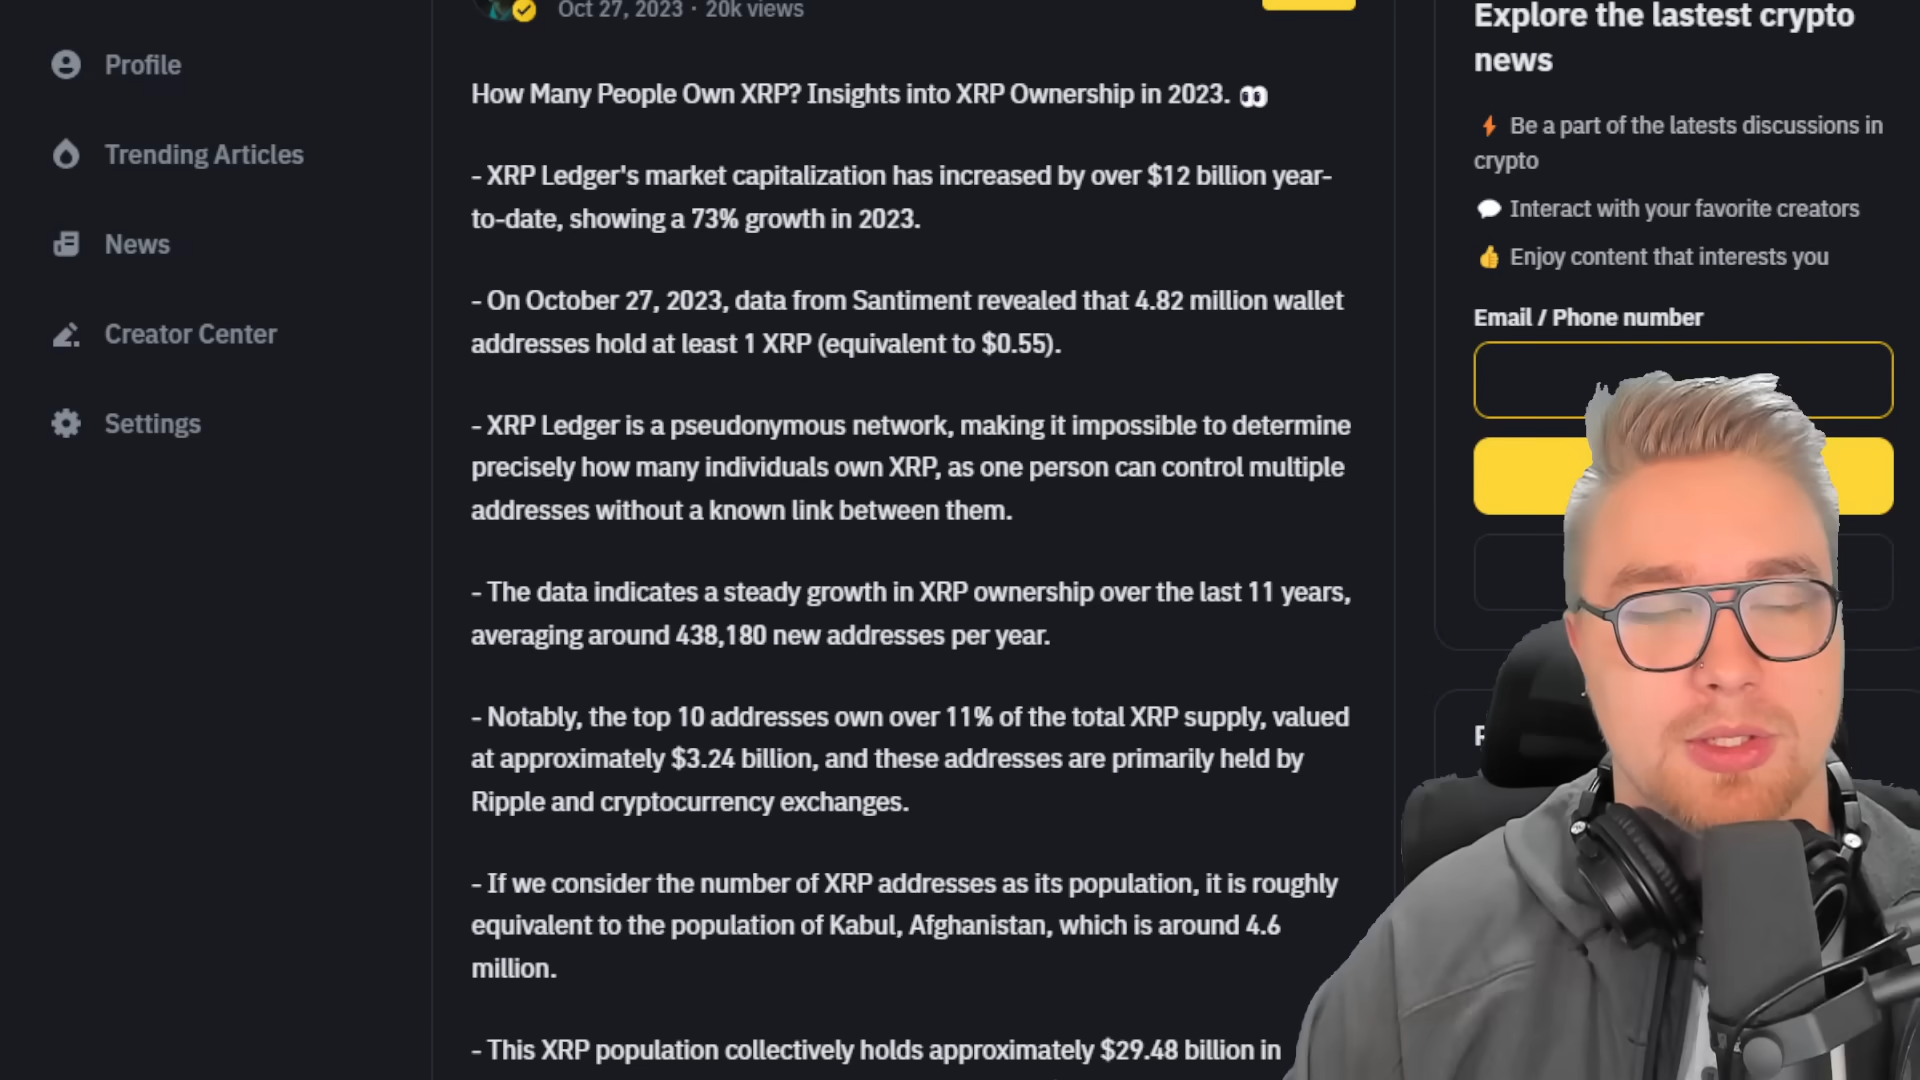 Oct 27, 2023 · 20k views
Profile
Trending Articles
News
Creator Center
Settings
How Many People Own XRP? Insights into XRP Ownership in 2023. 👀
- XRP Ledger's market capitalization has increased by over $12 billion year-
to-date, showing a 73% growth in 2023.
- On October 27, 2023, data from Santiment revealed that 4.82 million wallet
addresses hold at least 1 XRP (equivalent to $0.55).
- XRP Ledger is a pseudonymous network, making it impossible to determine
precisely how many individuals own XRP, as one person can control multiple
addresses without a known link between them.
- The data indicates a steady growth in XRP ownership over the last 11 years,
averaging around 438,180 new addresses per year.
- Notably, the top 10 addresses own over 11% of the total XRP supply, valued
at approximately $3.24 billion, and these addresses are primarily held by
Ripple and cryptocurrency exchanges.
- If we consider the number of XRP addresses as its population, it is roughly
equivalent to the population of Kabul, Afghanistan, which is around 4.6
million.
- This XRP population collectively holds approximately $29.48 billion in
Explore the lastest crypto
news
⚡ Be a part of the latests discussions in
crypto
💬 Interact with your favorite creators
👍 Enjoy content that interests you
Email / Phone number